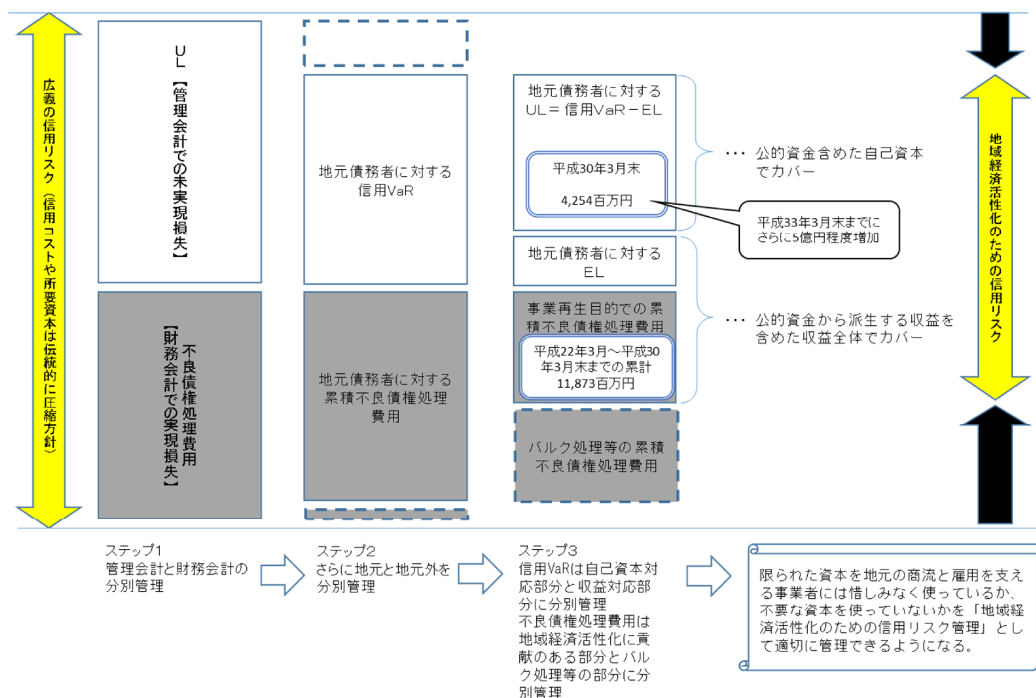 広義の信用リスク（信用コストや所要資本は伝統的に圧縮方針）
UL【管理会計での未実現損失】
不良債権処理費用
【財務会計での実現損失】
地元債務者に対する
信用VaR
地元債務者に対する
累積不良債権処理
費用
地元債務者に対する
UL＝信用VaR－EL
平成30年3月末
4,254百万円
地元債務者に対する
EL
事業再生目的での累
積不良債権処理費用
平成22年3月～平成30
年3月末までの累計
11,873百万円
バルク処理等の累積
不良債権処理費用
… 公的資金含めた自己資本
でカバー
平成33年3月末までに
さらに5億円程度増加
… 公的資金から派生する収益を
含めた収益全体でカバー
地域経済活性化のための信用リスク
ステップ1
管理会計と財務会計の
分別管理
ステップ2
さらに地元と地元外を
分別管理
ステップ3
信用VaRは自己資本対
応部分と収益対応部
分に分別管理
不良債権処理費用は
地域経済活性化に貢
献のある部分とバル
ク処理等の部分に分
別管理
限られた資本を地元の商流と雇用を支え
る事業者には惜しみなく使っているか、
不要な資本を使っていないかを「地域経
済活性化のための信用リスク管理」とし
て適切に管理できるようになる。